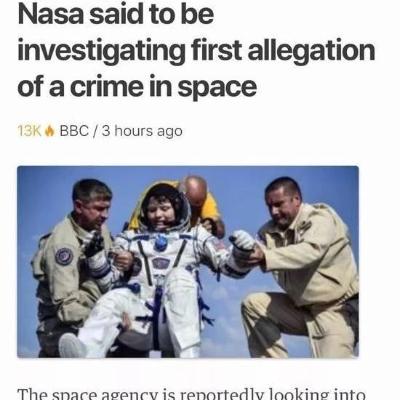 Nasa said to be
investigating first allegation
of a crime in space
13K BBC / 3 hours ago
The space agency is reportedly looking into